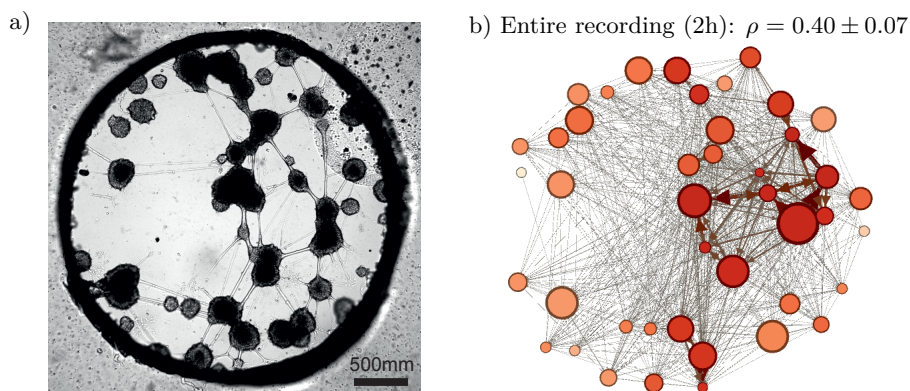 a)
b) Entire recording (2h): ρ = 0.40 ± 0.07
500mm